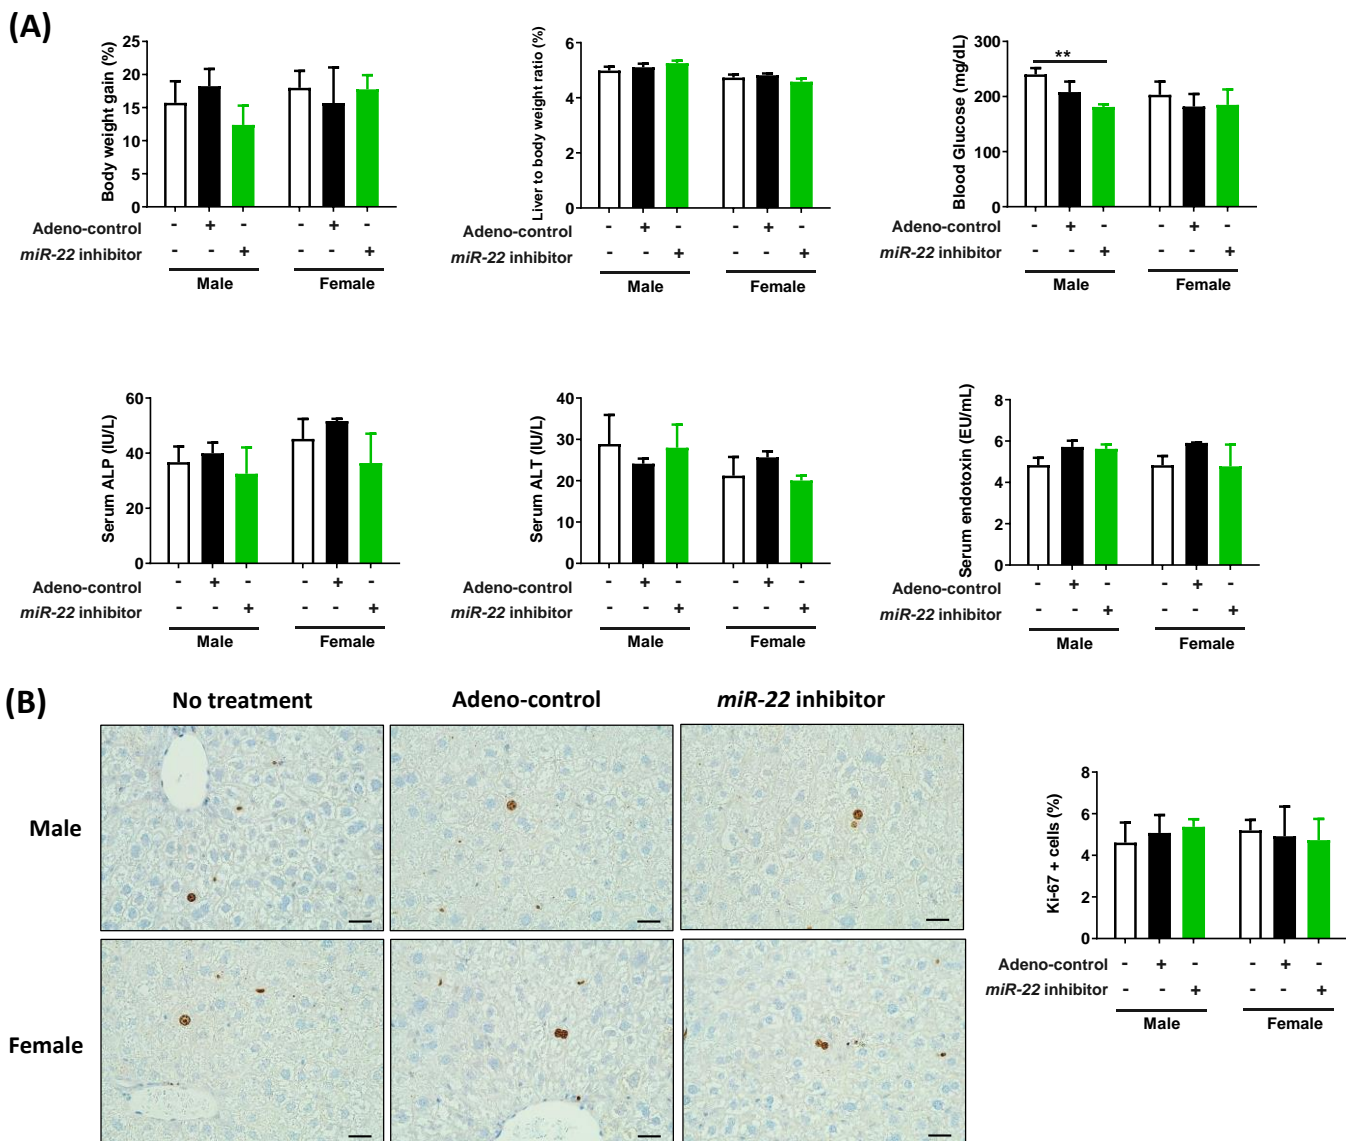 (A)
Body weight gain (%)
25
20
15
10
5
0
Adeno-control - + - - + -
miR-22 inhibitor - - + - - +
Male Female
Liver to body weight ratio (%)
6
4
2
0
Adeno-control - + - - + -
miR-22 inhibitor - - + - - +
Male Female
Blood Glucose (mg/dL)
300
200
100
0
**
Adeno-control - + - - + -
miR-22 inhibitor - - + - - +
Male Female
Serum ALP (IU/L)
60
40
20
0
Adeno-control - + - - + -
miR-22 inhibitor - - + - - +
Male Female
Serum ALT (IU/L)
40
30
20
10
0
Adeno-control - + - - + -
miR-22 inhibitor - - + - - +
Male Female
Serum endotoxin (EU/mL)
8
6
4
2
0
Adeno-control - + - - + -
miR-22 inhibitor - - + - - +
Male Female
(B)
No treatment Adeno-control miR-22 inhibitor
Male
Female
Ki-67 + cells (%)
8
6
4
2
0
Adeno-control - + - - + -
miR-22 inhibitor - - + - - +
Male Female